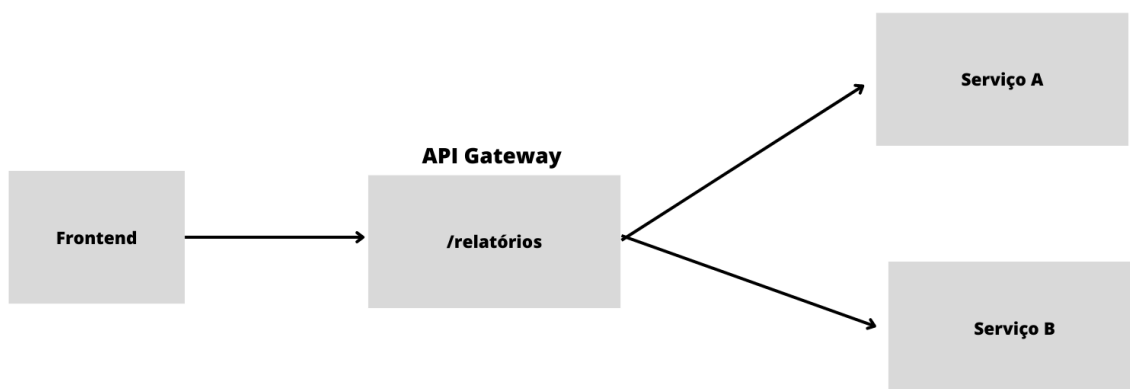 Serviço A
API Gateway
Frontend
/relatórios
Serviço B